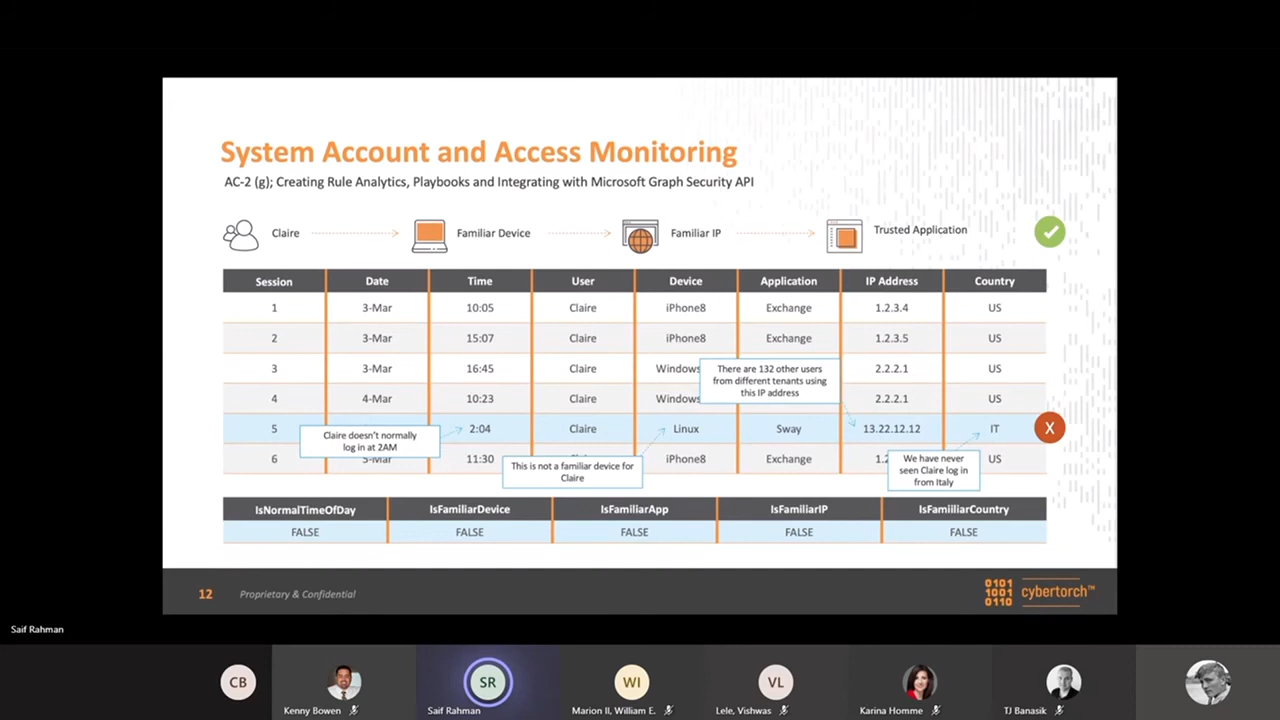 System Account and Access Monitoring
AC-2 (g); Creating Rule Analytics, Playbooks and Integrating with Microsoft Graph Security API
Claire
Familiar Device
Familiar IP
Trusted Application
Session Date Time User Device Application IP Address Country
1 3-Mar 10:05 Claire iPhone8 Exchange 1.2.3.4 US
2 3-Mar 15:07 Claire iPhone8 Exchange 1.2.3.5 US
3 3-Mar 16:45 Claire Windows 2.2.2.1 US
There are 132 other users
from different tenants using
this IP address
4 4-Mar 10:23 Claire Windows 2.2.2.1 US
5 2:04 Claire Linux Sway 13.22.12.12 IT X
Claire doesn't normally
log in at 2AM
6 5-Mar 11:30 iPhone8 Exchange US
This is not a familiar device for
Claire
We have never
seen Claire log in
from Italy
IsNormalTimeOfDay IsFamiliarDevice IsFamiliarApp IsFamiliarIP IsFamiiliarCountry
FALSE FALSE FALSE FALSE FALSE
12 Proprietary & Confidential
0101
1001
0110
cybertorch™
Saif Rahman
CB
Kenny Bowen
SR
Saif Rahman
WI
Marion II, William E.
VL
Lele, Vishwas
Karina Homme
TJ Banasik